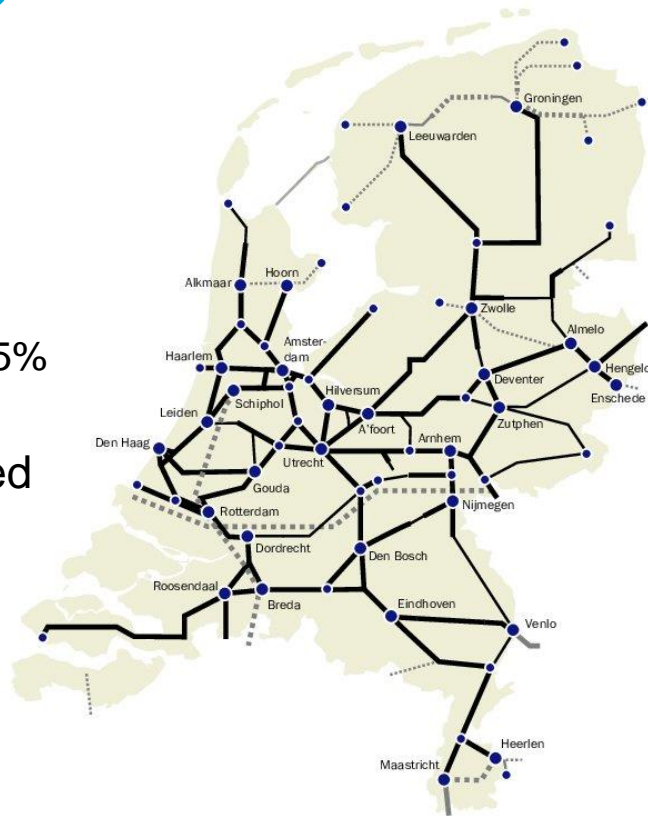 Groningen
Leeuwarden
Alkmaar
Hoorn
Zwolle
5%
Haarlem
Amster-
dam
Almelo
Hengelo
Schiphol
Hilversum
Deventer
Enschede
Leiden
A'foort
Zutphen
Den Haag
Utrecht
Arnhem
ed
Gouda
Rotterdam
Nijmegen
Dordrecht
Den Bosch
Roosendaal
Breda
Eindhoven
Venlo
Heerlen
Maastricht